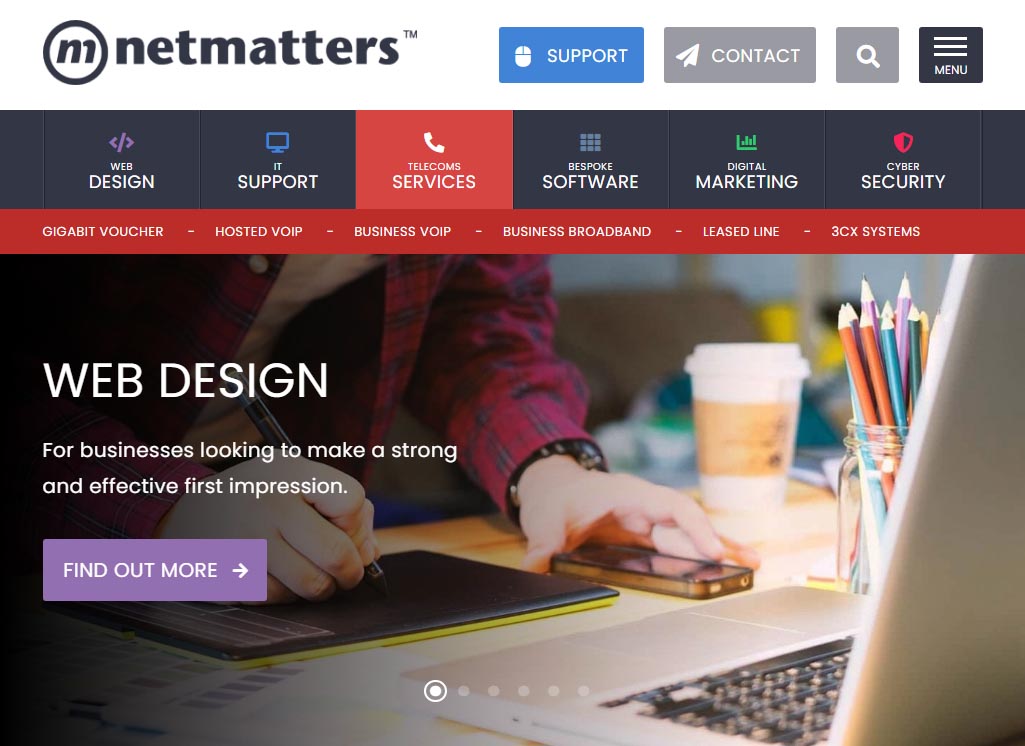 m netmatters™
SUPPORT
CONTACT
MENU
WEB
DESIGN
IT
SUPPORT
TELECOMS
SERVICES
BESPOKE
SOFTWARE
DIGITAL
MARKETING
CYBER
SECURITY
GIGABIT VOUCHER - HOSTED VOIP - BUSINESS VOIP - BUSINESS BROADBAND - LEASED LINE - 3CX SYSTEMS
WEB DESIGN
For businesses looking to make a strong
and effective first impression.
FIND OUT MORE →